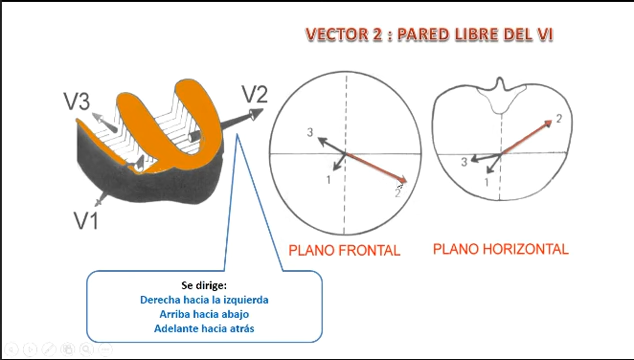 VECTOR 2 : PARED LIBRE DEL VI
V3
V2
V1
3
1
2
2
3
1
PLANO FRONTAL
PLANO HORIZONTAL
Se dirige:
Derecha hacia la izquierda
Arriba hacia abajo
Adelante hacia atrás